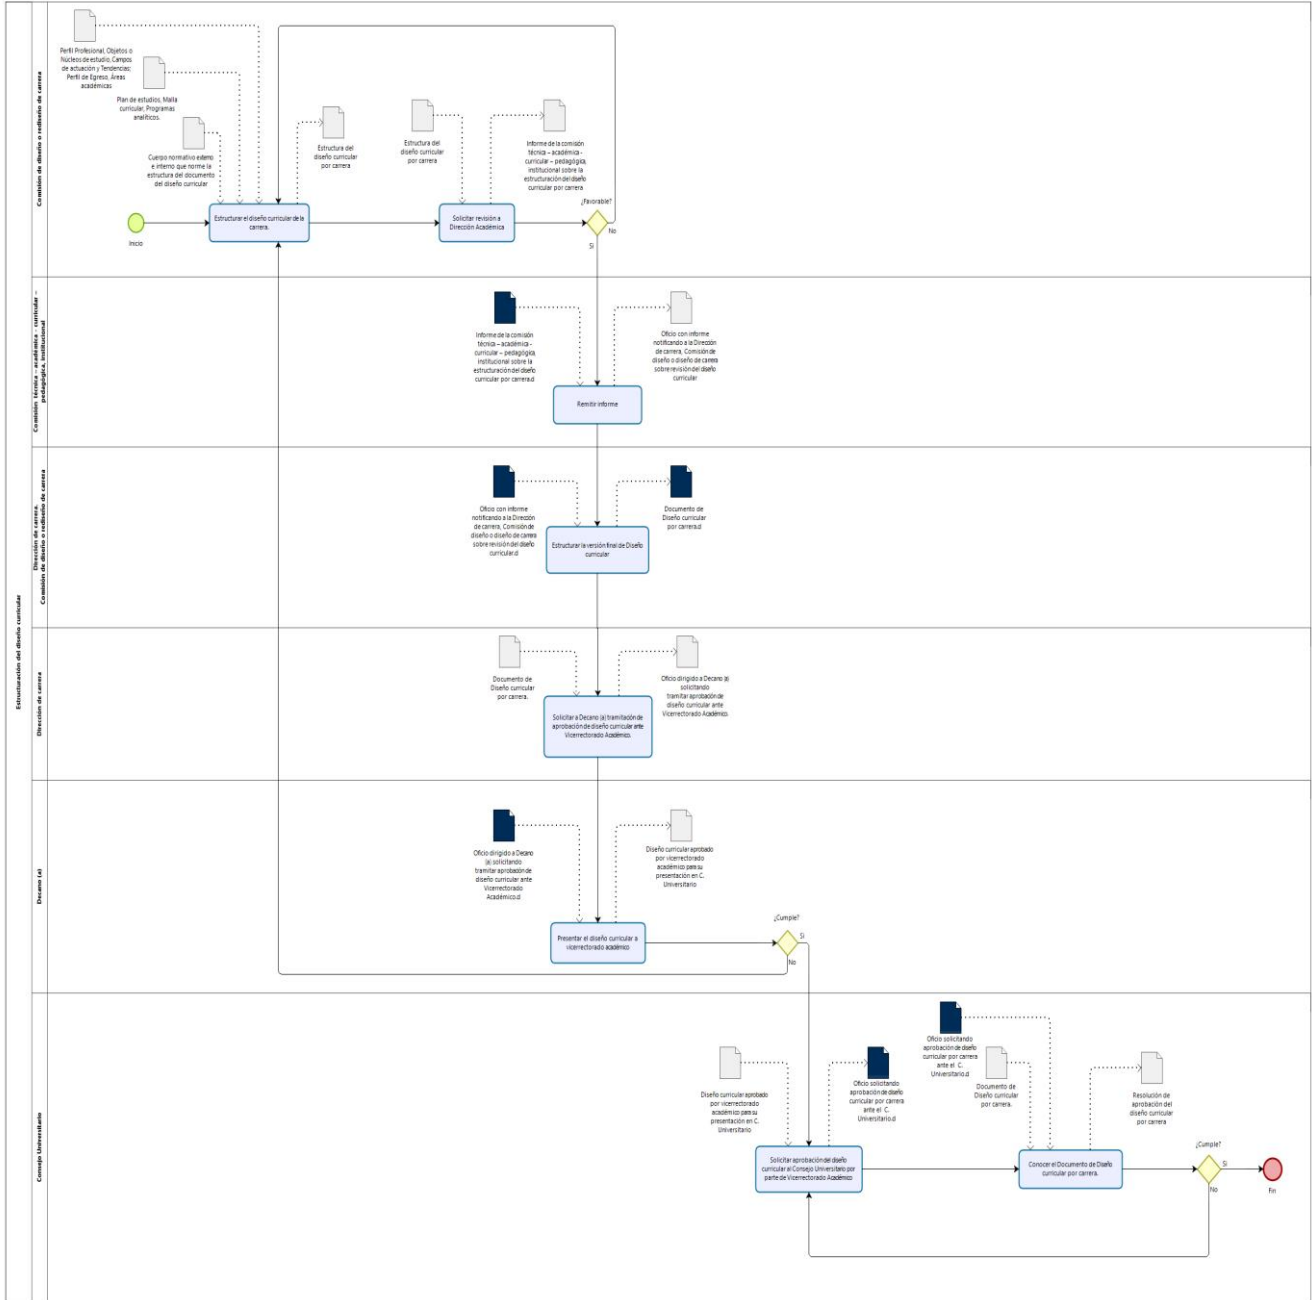 Estructuración del diseño curricular
Comisión de diseño o rediseño de carrera
Perfil Profesional, Objetos o
Núcleos de estudio, Campos
de actuación y Tendencias;
Perfil de Egreso, Áreas
académicas
Plan de estudios, Malla
curricular, Programas
analíticos.
Cuerpo normativo externo
e interno que norme la
estructura del documento
del diseño curricular
Estructura del
diseño curricular
por carrera
Estructura del
diseño curricular
por carrera
Informe de la comisión
técnica – académica -
curricular – pedagógica,
institucional sobre la
estructuración del diseño
curricular por carrera
Inicio
Estructurar el diseño curricular de la
carrera.
Solicitar revisión a
Dirección Académica
¿Favorable?
No
Si
Comisión técnica – académica - curricular –
pedagógica, institucional
Informe de la comisión
técnica – académica -
curricular – pedagógica,
institucional sobre la
estructuración del diseño
curricular por carrera.d
Oficio con informe
notificando a la Dirección
de carrera, Comisión de
diseño o diseño de carrera
sobre revisión del diseño
curricular
Remitir informe
Dirección de carrera.
Comisión de diseño o rediseño de carrera
Oficio con informe
notificando a la Dirección
de carrera, Comisión de
diseño o diseño de carrera
sobre revisión del diseño
curricular.d
Documento de
Diseño curricular
por carrera.d
Estructurar la versión final de Diseño
curricular
Dirección de carrera
Documento de
Diseño curricular
por carrera.
Oficio dirigido a Decano (a)
solicitando
tramitar aprobación de
diseño curricular ante
Vicerrectorado Académico.
Solicitar a Decano (a) tramitación de
aprobación de diseño curricular ante
Vicerrectorado Académico.
Decano (a)
Oficio dirigido a Decano
(a) solicitando
tramitar aprobación de
diseño curricular ante
Vicerrectorado
Académico.d
Diseño curricular aprobado
por vicerrectorado
académico para su
presentación en C.
Universitario
Presentar el diseño curricular a
vicerrectorado académico
¿Cumple?
Si
No
Consejo Universitario
Diseño curricular aprobado
por vicerrectorado
académico para su
presentación en C.
Universitario
Oficio solicitando
aprobación de diseño
curricular por carrera
ante el C.
Universitario.d
Oficio solicitando
aprobación de diseño
curricular por carrera
ante el C.
Universitario.d
Documento de
Diseño curricular
por carrera.
Resolución de
aprobación del
diseño curricular
por carrera
Solicitar aprobación del diseño
curricular al Consejo Universitario por
parte de Vicerrectorado Académico
Conocer el Documento de Diseño
curricular por carrera.
¿Cumple?
Si
No
Fin